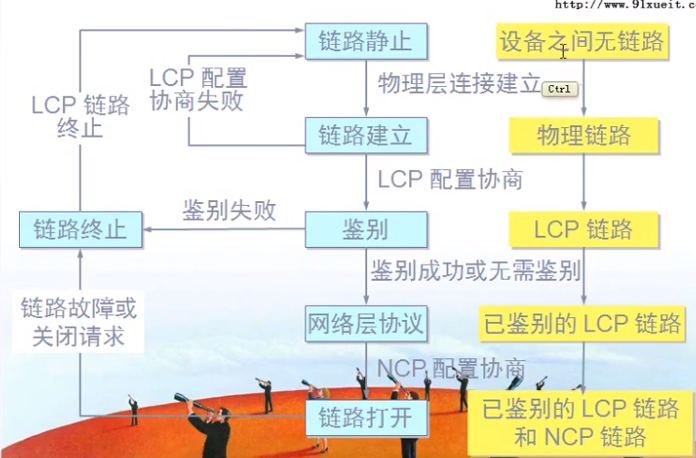 http://www.91xueit.c
链路静止
设备之间无链路
LCP 配置
协商失败
物理层连接建立
Ctrl
LCP 链路
终止
链路建立
物理链路
LCP 配置协商
鉴别失败
链路终止
鉴别
LCP 链路
鉴别成功或无需鉴别
链路故障或
关闭请求
网络层协议
已鉴别的 LCP 链路
NCP 配置协商
链路打开
已鉴别的 LCP 链路
和 NCP 链路